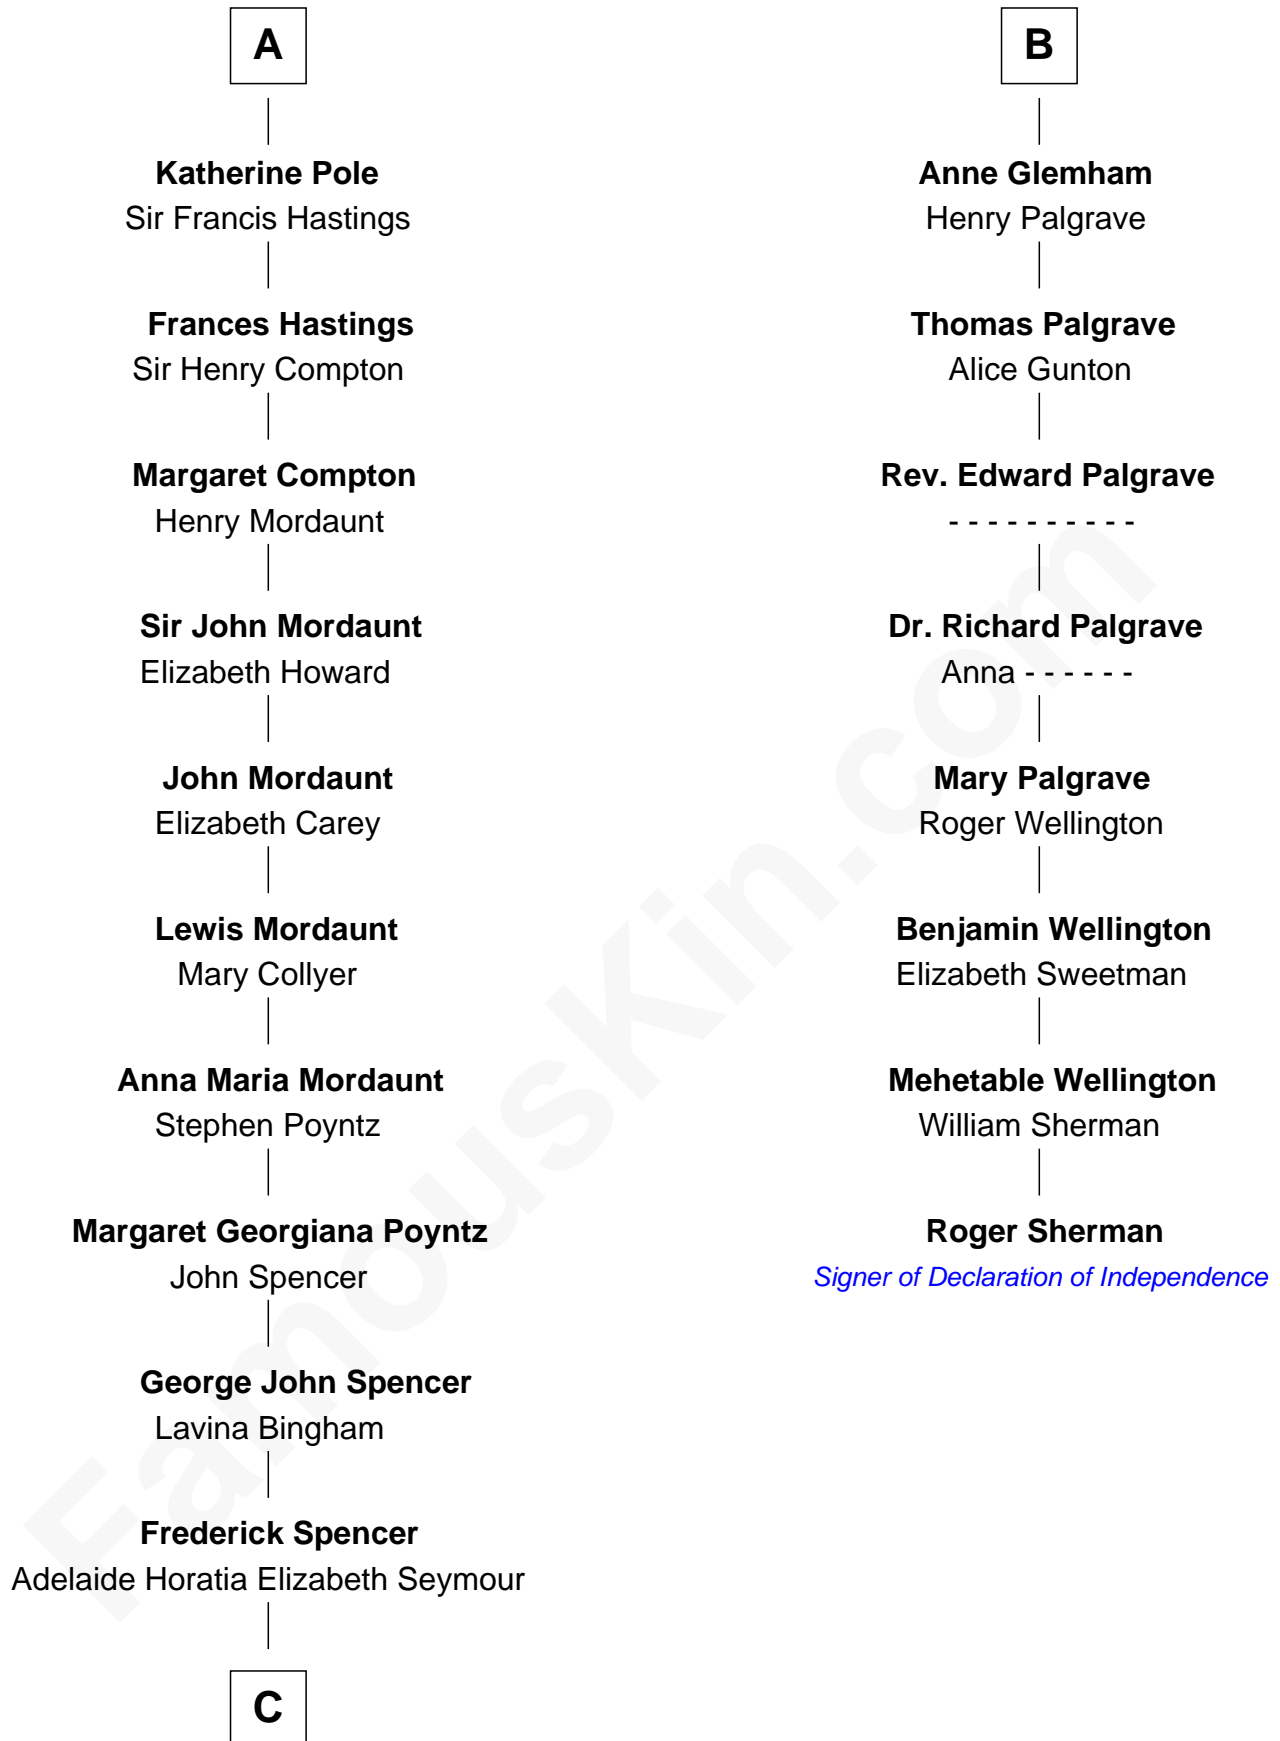 A
Katherine Pole
Sir Francis Hastings
Frances Hastings
Sir Henry Compton
Margaret Compton
Henry Mordaunt
Sir John Mordaunt
Elizabeth Howard
John Mordaunt
Elizabeth Carey
Lewis Mordaunt
Mary Collyer
Anna Maria Mordaunt
Stephen Poyntz
Margaret Georgiana Poyntz
John Spencer
George John Spencer
Lavina Bingham
Frederick Spencer
Adelaide Horatia Elizabeth Seymour
C
B
Anne Glemham
Henry Palgrave
Thomas Palgrave
Alice Gunton
Rev. Edward Palgrave
- - - - - - - - - -
Dr. Richard Palgrave
Anna - - - - - -
Mary Palgrave
Roger Wellington
Benjamin Wellington
Elizabeth Sweetman
Mehetable Wellington
William Sherman
Roger Sherman
Signer of Declaration of Independence
FamousKin.com